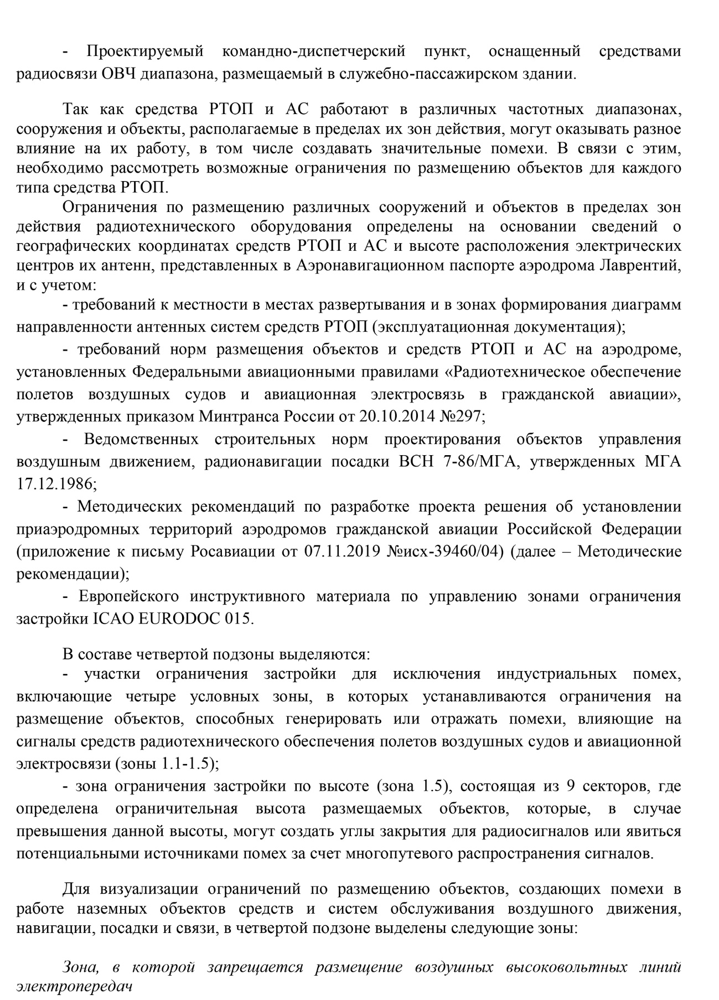 - Проектируемый командно-диспетчерский пункт, оснащенный средствами
радиосвязи ОВЧ диапазона, размещаемый в служебно-пассажирском здании.
Так как средства РТОП и АС работают в различных частотных диапазонах,
сооружения и объекты, располагаемые в пределах их зон действия, могут оказывать разное
влияние на их работу, в том числе создавать значительные помехи. В связи с этим,
необходимо рассмотреть возможные ограничения по размещению объектов для каждого
типа средства РТОП.
Ограничения по размещению различных сооружений и объектов в пределах зон
действия радиотехнического оборудования определены на основании сведений о
географических координатах средств РТОП и АС и высоте расположения электрических
центров их антенн, представленных в Аэронавигационном паспорте аэродрома Лаврентий,
и с учетом:
- требований к местности в местах развертывания и в зонах формирования диаграмм
направленности антенных систем средств РТОП (эксплуатационная документация);
- требований норм размещения объектов и средств РТОП и АС на аэродроме,
установленных Федеральными авиационными правилами «Радиотехническое обеспечение
полетов воздушных судов и авиационная электросвязь в гражданской авиации»,
утвержденных приказом Минтранса России от 20.10.2014 №297;
- Ведомственных строительных норм проектирования объектов управления
воздушным движением, радионавигации посадки ВСН 7-86/МГА, утвержденных МГА
17.12.1986;
- Методических рекомендаций по разработке проекта решения об установлении
приаэродромных территорий аэродромов гражданской авиации Российской Федерации
(приложение к письму Росавиации от 07.11.2019 №исх-39460/04) (далее – Методические
рекомендации);
- Европейского инструктивного материала по управлению зонами ограничения
застройки ICAO EURODOC 015.
В составе четвертой подзоны выделяются:
- участки ограничения застройки для исключения индустриальных помех,
включающие четыре условных зоны, в которых устанавливаются ограничения на
размещение объектов, способных генерировать или отражать помехи, влияющие на
сигналы средств радиотехнического обеспечения полетов воздушных судов и авиационной
электросвязи (зоны 1.1-1.5);
- зона ограничения застройки по высоте (зона 1.5), состоящая из 9 секторов, где
определена ограничительная высота размещаемых объектов, которые, в случае
превышения данной высоты, могут создать углы закрытия для радиосигналов или явиться
потенциальными источниками помех за счет многопутевого распространения сигналов.
Для визуализации ограничений по размещению объектов, создающих помехи в
работе наземных объектов средств и систем обслуживания воздушного движения,
навигации, посадки и связи, в четвертой подзоне выделены следующие зоны:
Зона, в которой запрещается размещение воздушных высоковольтных линий
электропередач